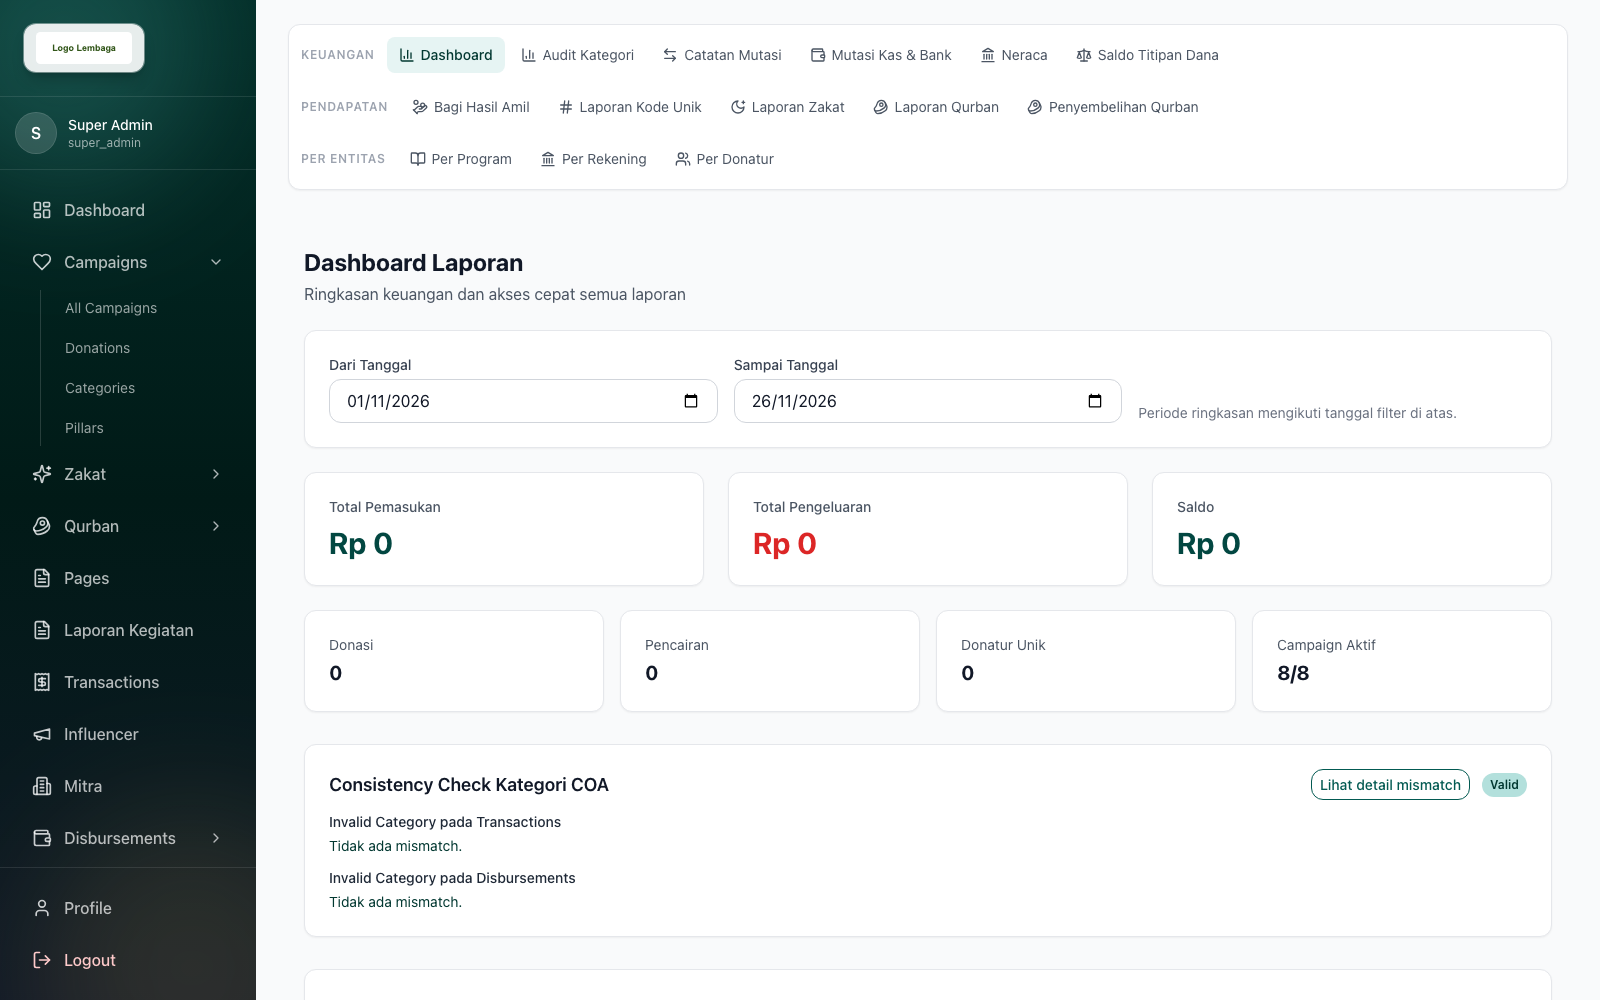 Logo Lembaga
S
Super Admin
super_admin
Dashboard
Campaigns
All Campaigns
Donations
Categories
Pillars
Zakat
Qurban
Pages
Laporan Kegiatan
Transactions
Influencer
Mitra
Disbursements
Profile
Logout
KEUANGAN Dashboard Audit Kategori Catatan Mutasi Mutasi Kas & Bank Neraca Saldo Titipan Dana
PENDAPATAN Bagi Hasil Amil Laporan Kode Unik Laporan Zakat Laporan Qurban Penyembelihan Qurban
PER ENTITAS Per Program Per Rekening Per Donatur
Dashboard Laporan
Ringkasan keuangan dan akses cepat semua laporan
Dari Tanggal
01/11/2026
Sampai Tanggal
26/11/2026
Periode ringkasan mengikuti tanggal filter di atas.
Total Pemasukan
Rp 0
Total Pengeluaran
Rp 0
Saldo
Rp 0
Donasi
0
Pencairan
0
Donatur Unik
0
Campaign Aktif
8/8
Consistency Check Kategori COA
Lihat detail mismatch
Valid
Invalid Category pada Transactions
Tidak ada mismatch.
Invalid Category pada Disbursements
Tidak ada mismatch.